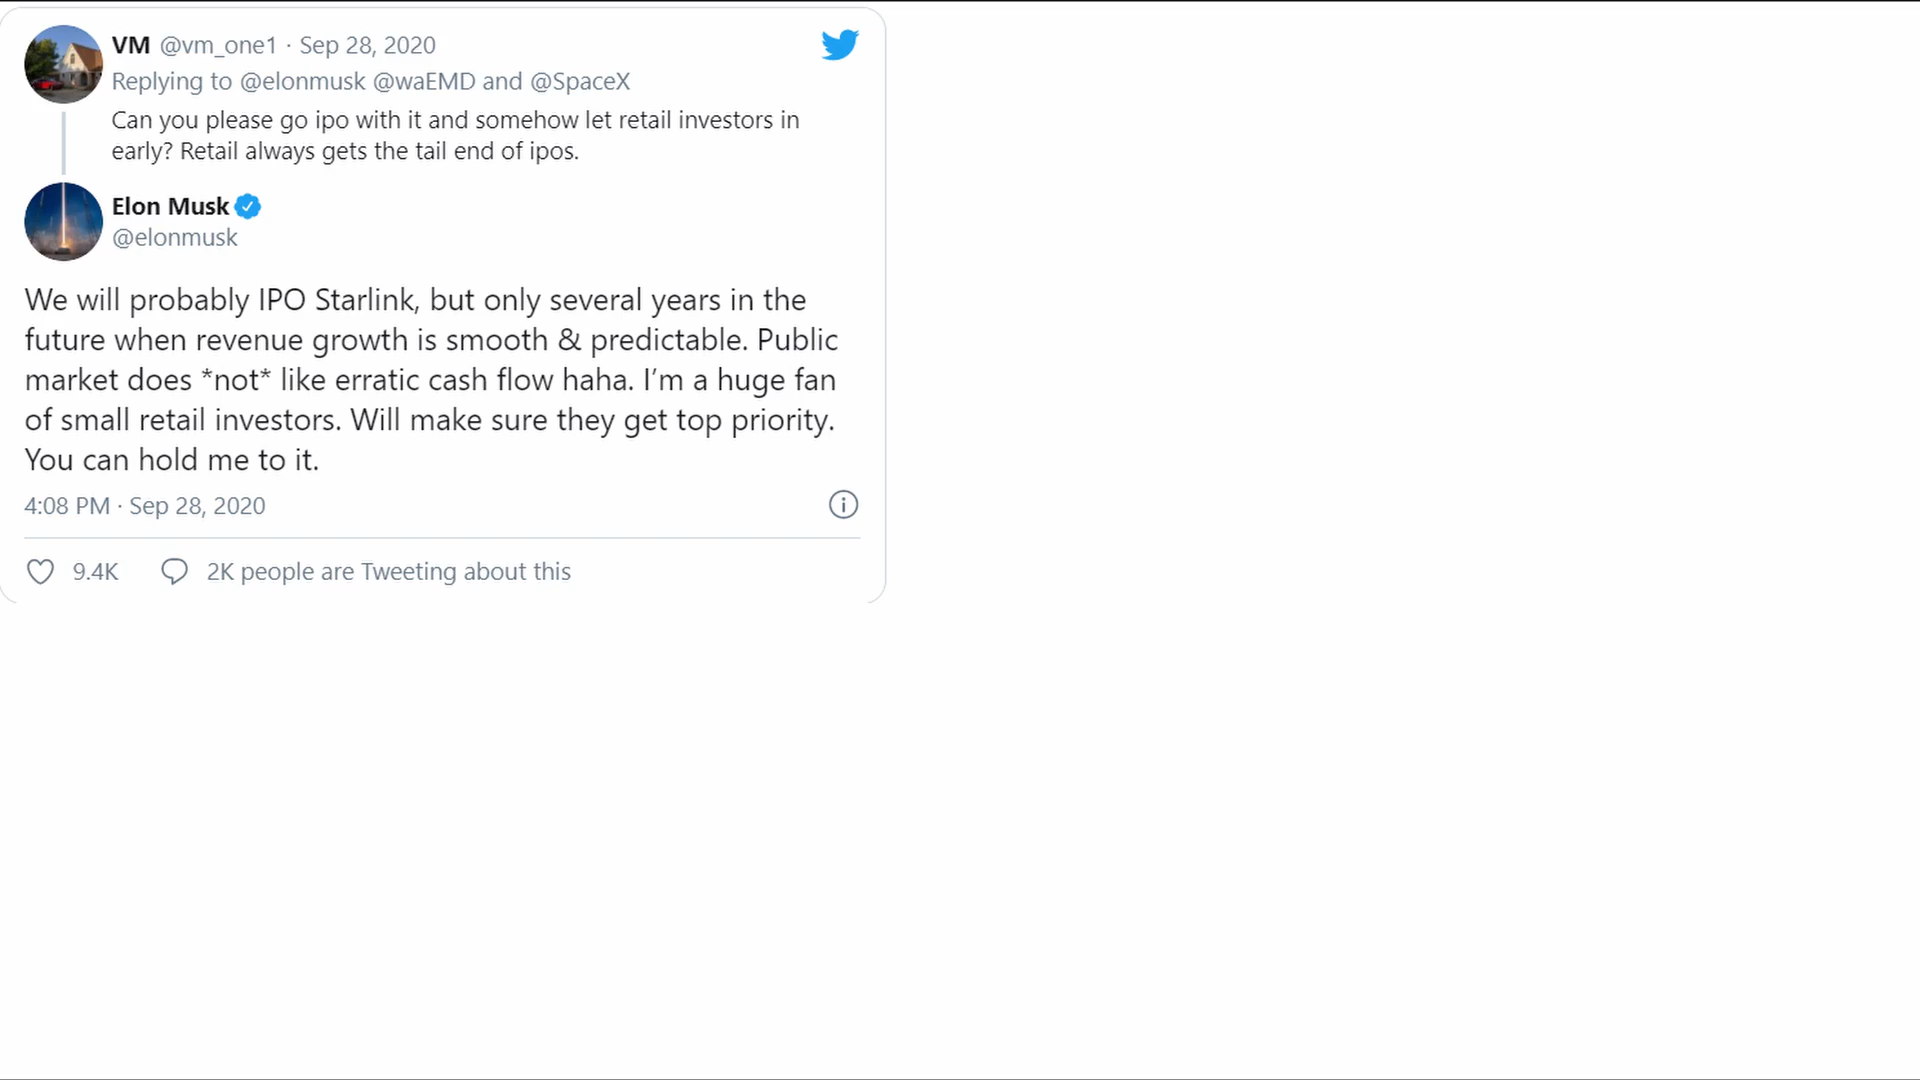 VM @vm_one1 · Sep 28, 2020
Replying to @elonmusk @waEMD and @SpaceX
Can you please go ipo with it and somehow let retail investors in
early? Retail always gets the tail end of ipos.
Elon Musk
@elonmusk
We will probably IPO Starlink, but only several years in the
future when revenue growth is smooth & predictable. Public
market does *not* like erratic cash flow haha. I’m a huge fan
of small retail investors. Will make sure they get top priority.
You can hold me to it.
4:08 PM · Sep 28, 2020
9.4K 2K people are Tweeting about this